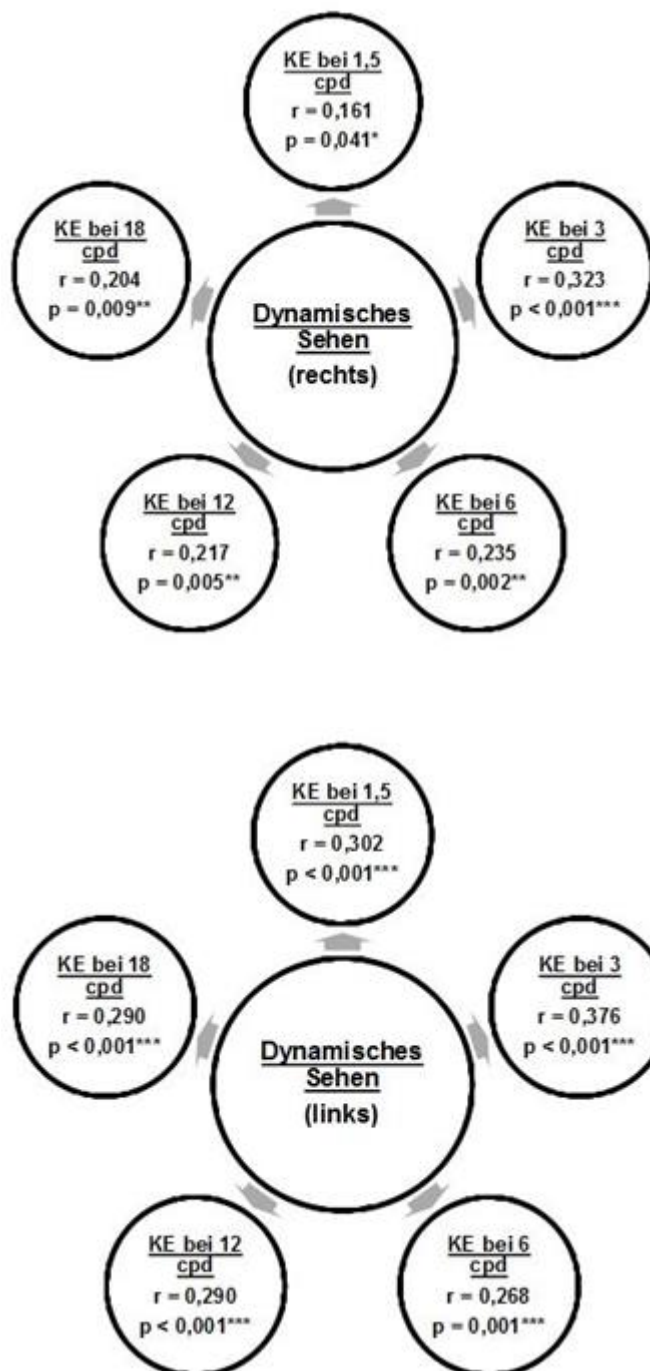 KE bei 1,5
cpd
r = 0,161
p = 0,041*
KE bei 18
cpd
r = 0,204
p = 0,009**
KE bei 3
cpd
r = 0,323
p < 0,001***
Dynamisches
Sehen
(rechts)
KE bei 12
cpd
r = 0,217
p = 0,005**
KE bei 6
cpd
r = 0,235
p = 0,002**
KE bei 1,5
cpd
r = 0,302
p < 0,001***
KE bei 18
cpd
r = 0,290
p < 0,001***
KE bei 3
cpd
r = 0,376
p < 0,001***
Dynamisches
Sehen
(links)
KE bei 12
cpd
r = 0,290
p < 0,001***
KE bei 6
cpd
r = 0,268
p = 0,001***